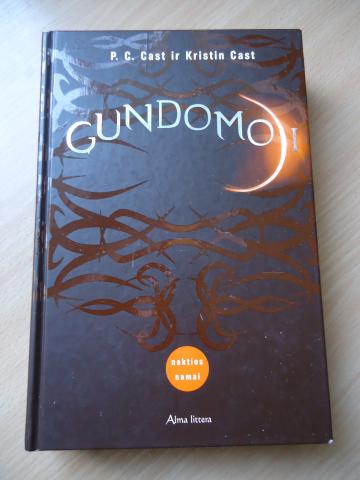 P. C. Cast ir Kristin Cast
GUNDOMOJI
nakties
namai
Alma littera